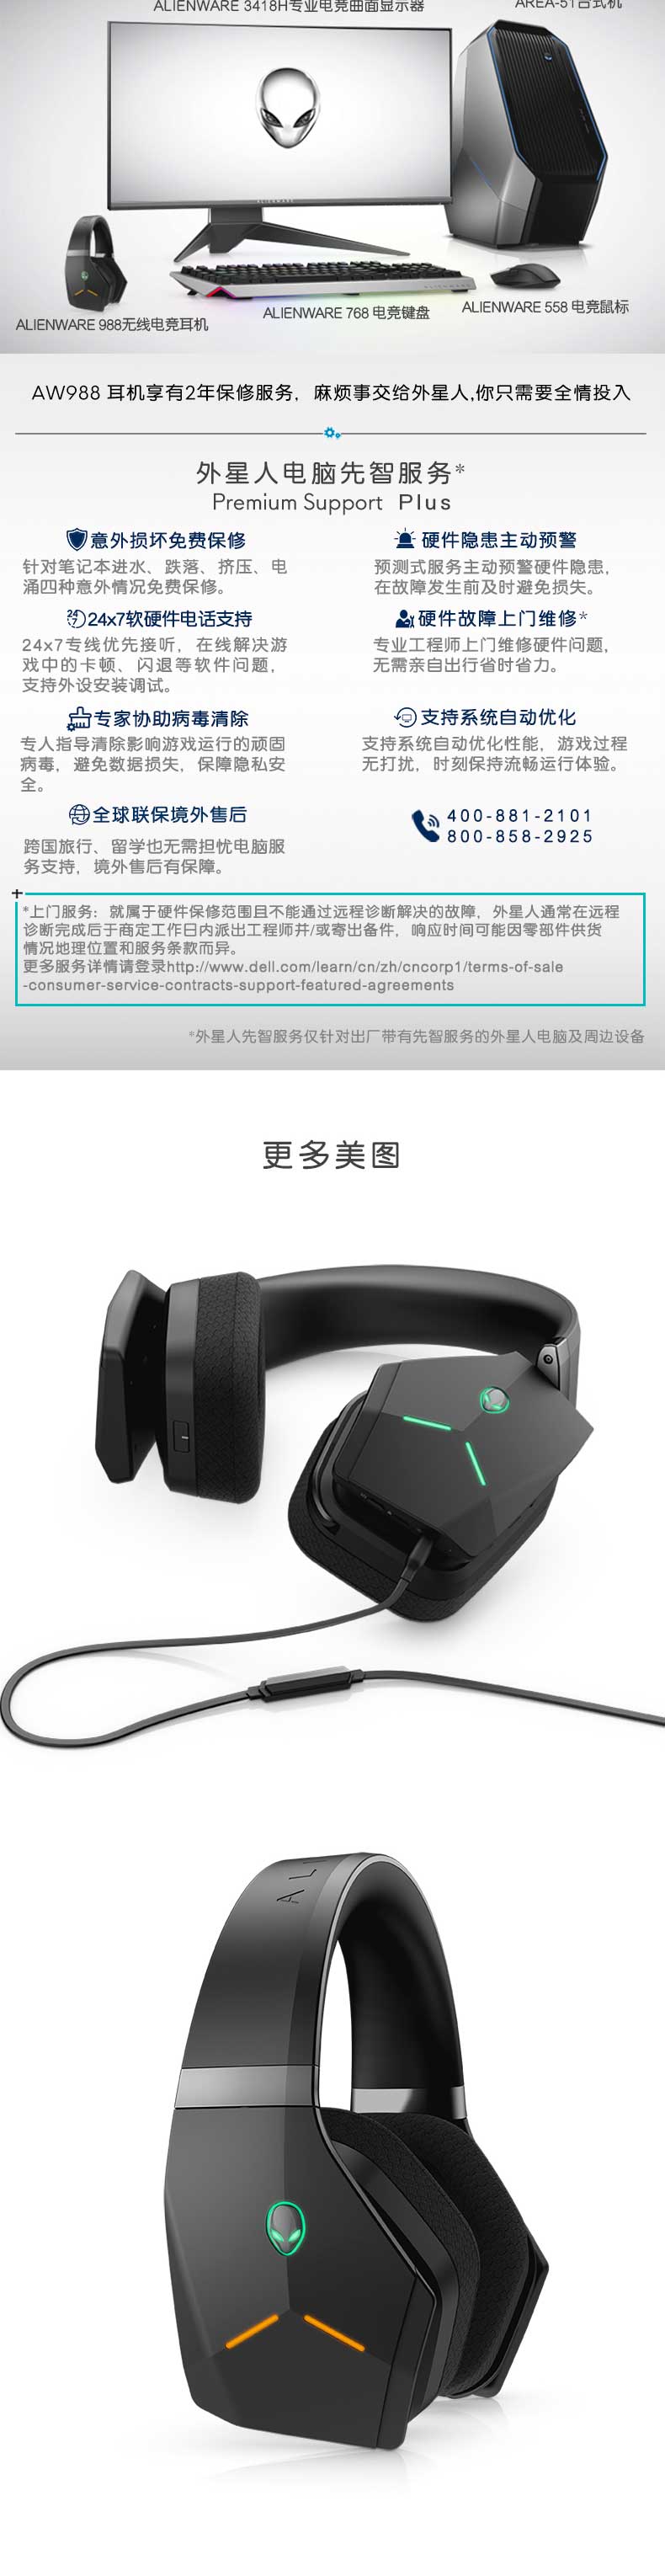 ALIENWARE 3418H专业电竞曲面显示器
AREA-51台式机
ALIENWARE
ALIENWARE
ALIENWARE 988无线电竞耳机
ALIENWARE 768 电竞键盘
ALIENWARE 558 电竞鼠标
AW988 耳机享有2年保修服务，麻烦事交给外星人,你只需要全情投入
外星人电脑先智服务*
Premium Support Plus
意外损坏免费保修
针对笔记本进水、跌落、挤压、电
涌四种意外情况免费保修。
硬件隐患主动预警
预测式服务主动预警硬件隐患，
在故障发生前及时避免损失。
24x7软硬件电话支持
24x7专线优先接听，在线解决游
戏中的卡顿、闪退等软件问题，
支持外设安装调试。
硬件故障上门维修*
专业工程师上门维修硬件问题，
无需亲自出行省时省力。
专家协助病毒清除
专人指导清除影响游戏运行的顽固
病毒，避免数据损失，保障隐私安
全。
支持系统自动优化
支持系统自动优化性能，游戏过程
无打扰，时刻保持流畅运行体验。
全球联保境外售后
跨国旅行、留学也无需担忧电脑服
务支持，境外售后有保障。
400-881-2101
800-858-2925
*上门服务：就属于硬件保修范围且不能通过远程诊断解决的故障，外星人通常在远程
诊断完成后于商定工作日内派出工程师并/或寄出备件，响应时间可能因零部件供货
情况地理位置和服务条款而异。
更多服务详情请登录http://www.dell.com/learn/cn/zh/cncorp1/terms-of-sale
-consumer-service-contracts-support-featured-agreements
*外星人先智服务仅针对出厂带有先智服务的外星人电脑及周边设备
更多美图